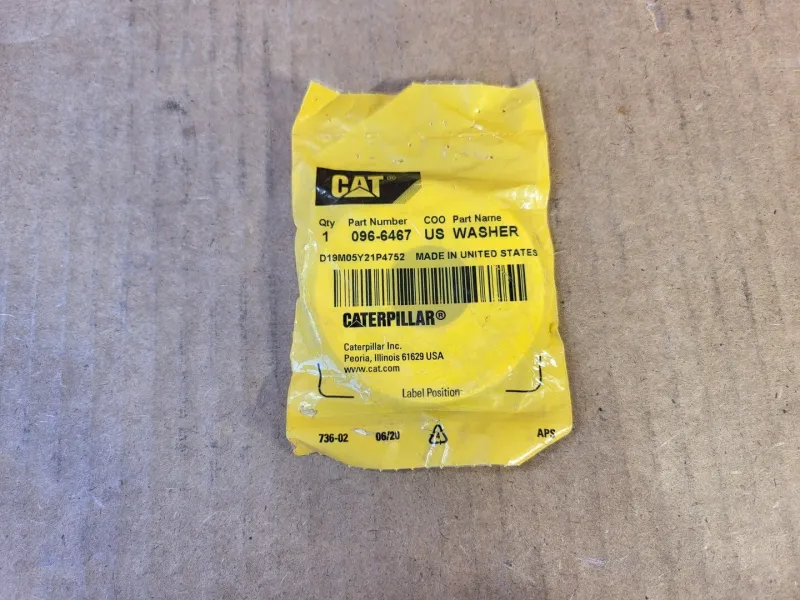 CAT®
Qty Part Number COO Part Name
1 096-6467 US WASHER
D19M05Y21P4752 MADE IN UNITED STATES
CATERPILLAR®
Caterpillar Inc.
Peoria, Illinois 61629 USA
www.cat.com
Label Position
736-02 06/20 APS